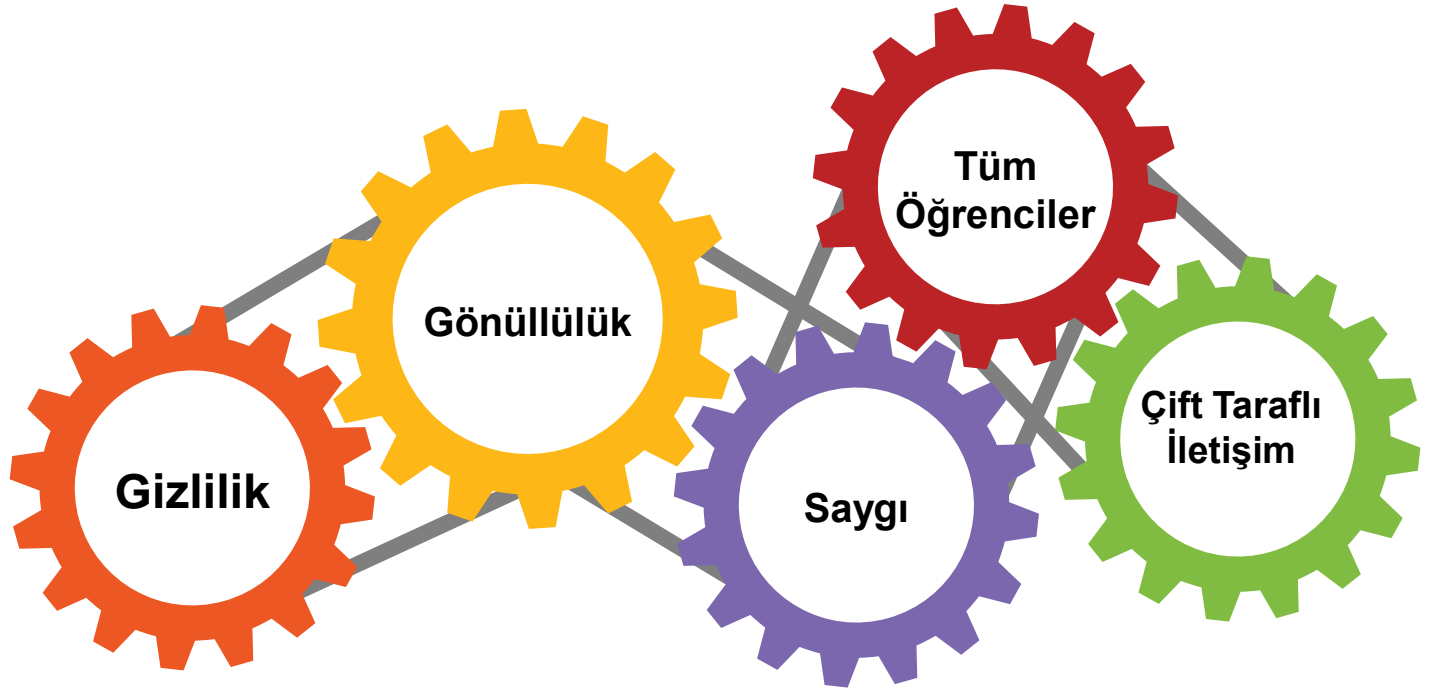 Gizlilik
Gönüllülük
Saygı
Tüm
Öğrenciler
Çift Taraflı
İletişim